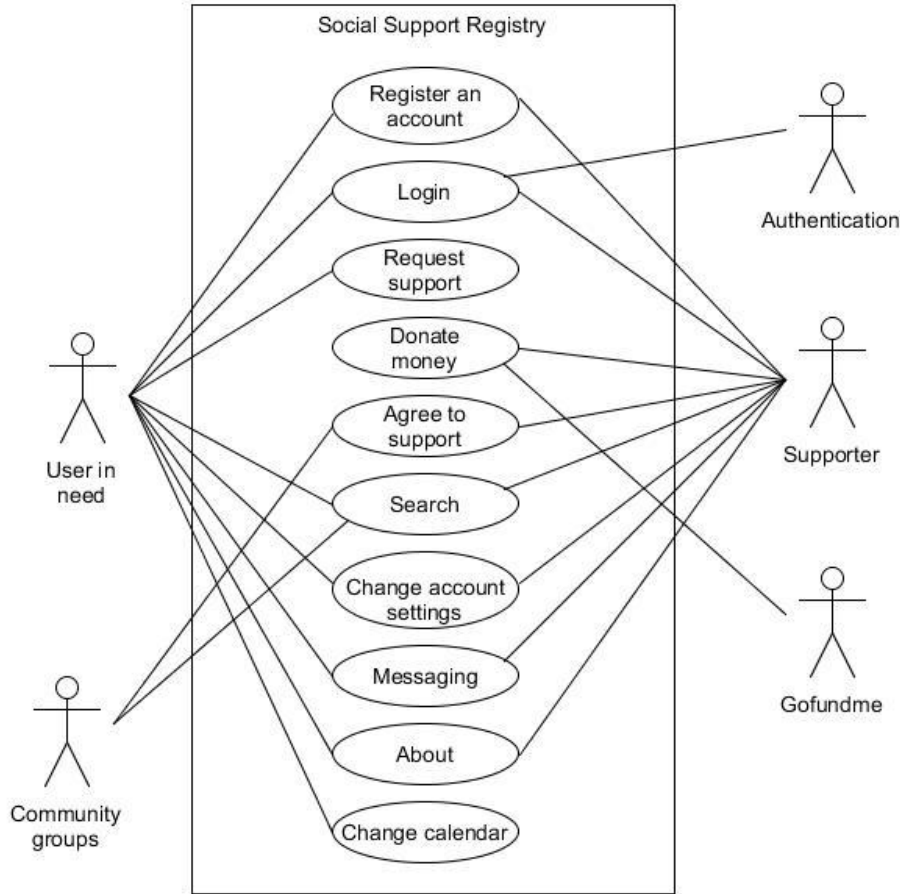 Social Support Registry
Register an
account
Login
Request
support
Donate
money
Agree to
support
Search
Change account
settings
Messaging
About
Change calendar
User in
need
Community
groups
Authentication
Supporter
Gofundme